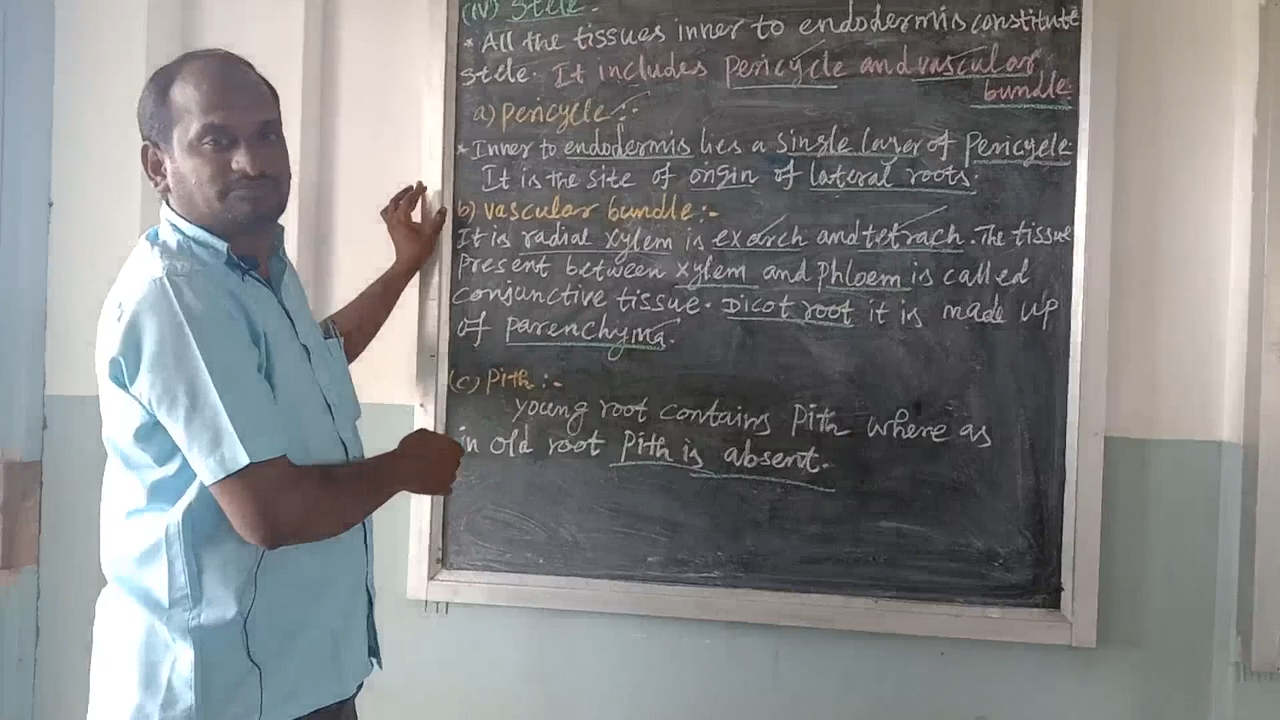 (iv) Stele.
* All the tissues inner to endodermis constitute
stele. It includes Pericycle and vascular
bundle.
a) Pericycle :-
* Inner to endodermis lies a single layer of Pericycle.
It is the site of origin of lateral roots.
b) vascular bundle :-
It is radial xylem is exarch and tetrach. The tissue
Present between xylem and Phloem is called
conjunctive tissue. Dicot root it is made up
of parenchyma.
(c) Pith :-
young root contains Pith where as
in old root Pith is absent.